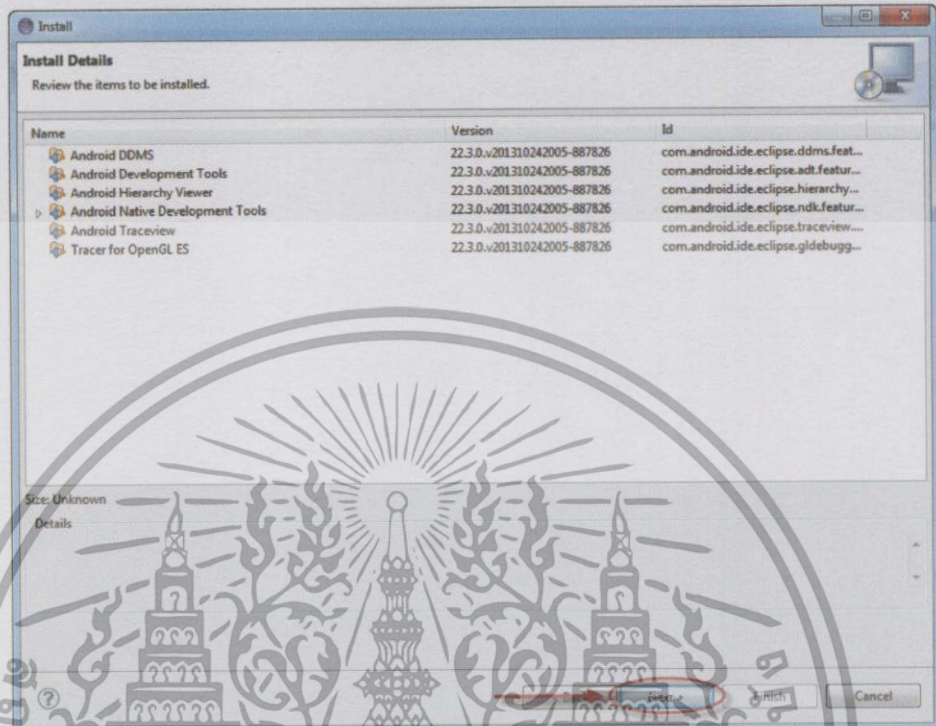 Install
Install Details
Review the items to be installed.
Name Version Id
Android DDMS 22.3.0.v201310242005-887826 com.android.ide.eclipse.ddms.feat...
Android Development Tools 22.3.0.v201310242005-887826 com.android.ide.eclipse.adt.featur...
Android Hierarchy Viewer 22.3.0.v201310242005-887826 com.android.ide.eclipse.hierarchy...
Android Native Development Tools 22.3.0.v201310242005-887826 com.android.ide.eclipse.ndk.featur...
Android Traceview 22.3.0.v201310242005-887826 com.android.ide.eclipse.traceview....
Tracer for OpenGL ES 22.3.0.v201310242005-887826 com.android.ide.eclipse.gldebugg...
Size: Unknown
Details
Next > Finish Cancel